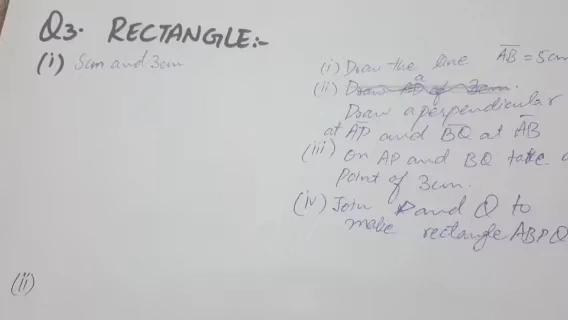 Q3. RECTANGLE:-
(i) 5cm and 3cm
(i) Draw the line AB = 5cm
(ii) Draw a AD of 3cm.
Draw a perpendicular
at AP and BQ at AB
(iii) On AP and BQ take a
point of 3cm.
(iv) Join P and Q to
make rectangle ABPQ
(ii)